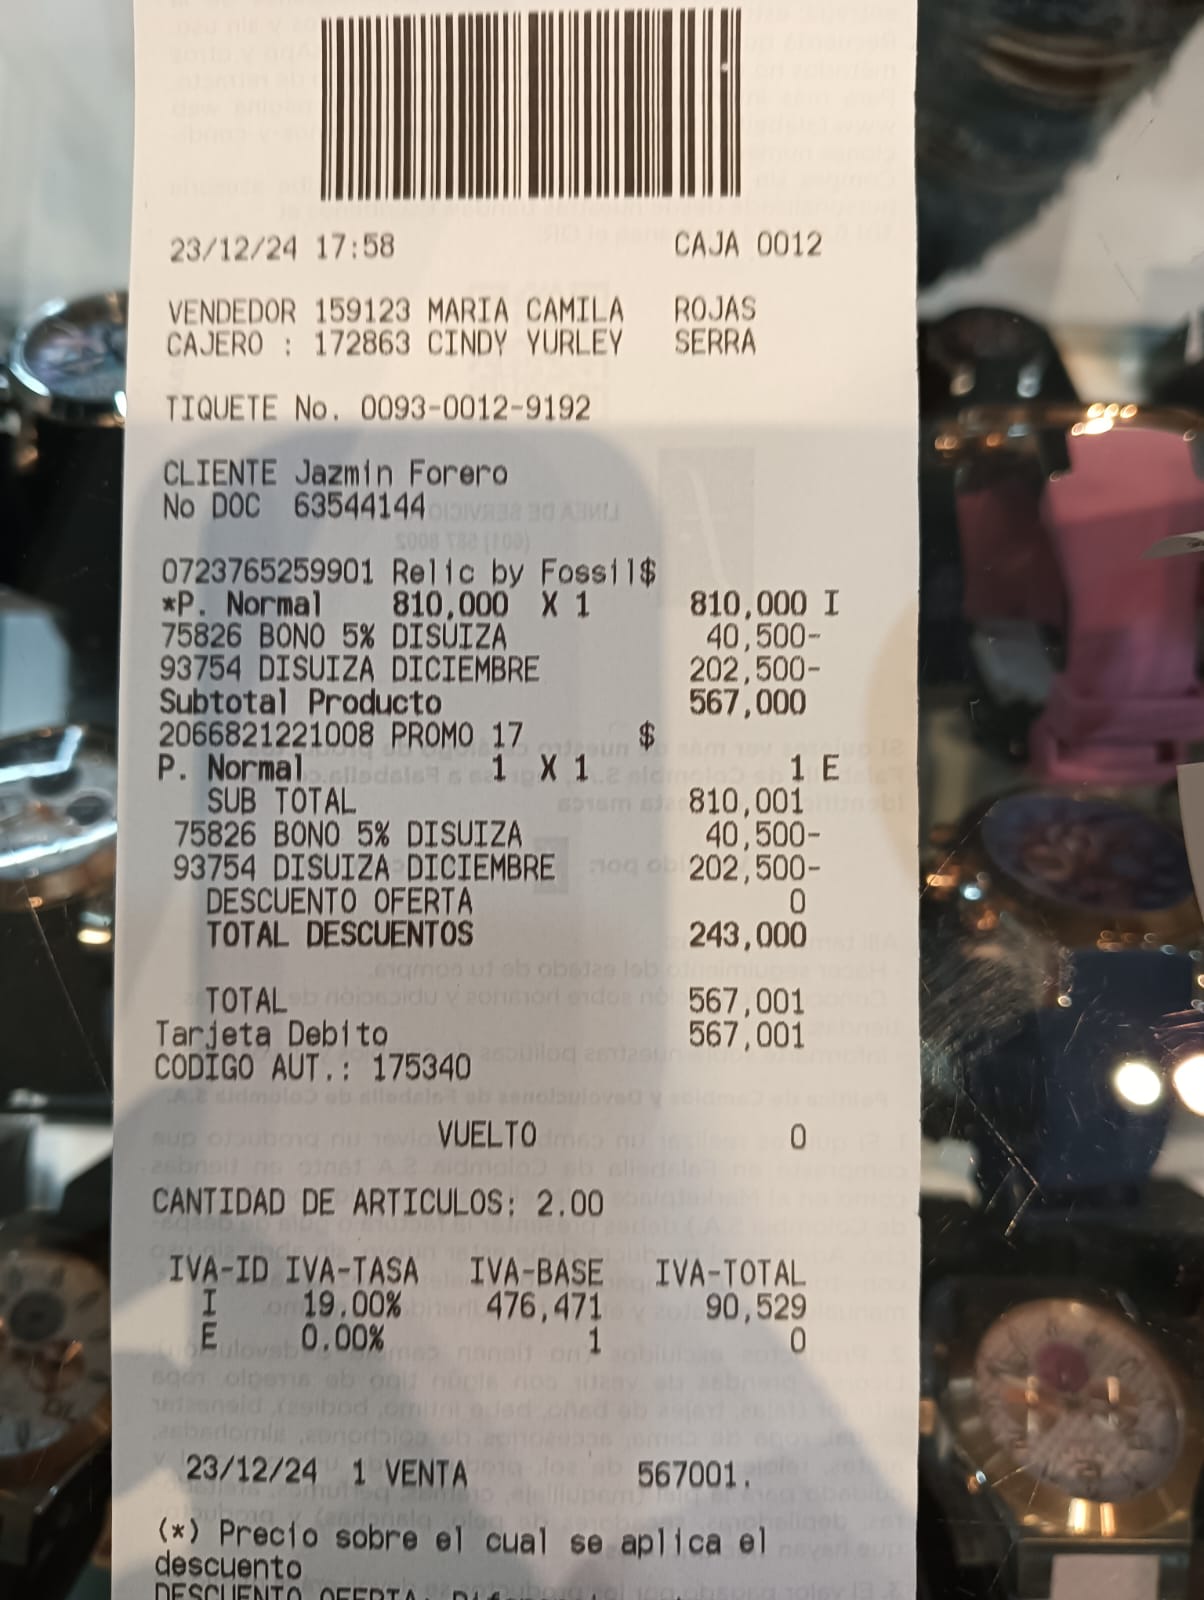 23/12/24 17:58 CAJA 0012
VENDEDOR 159123 MARIA CAMILA ROJAS
CAJERO : 172863 CINDY YURLEY SERRA
TIQUETE No. 0093-0012-9192
CLIENTE Jazmin Forero
No DOC 63544144
0723765259901 Relic by Fossil$
*P. Normal 810,000 X 1 810,000 I
75826 BONO 5% DISUIZA 40,500-
93754 DISUIZA DICIEMBRE 202,500-
Subtotal Producto 567,000
2066821221008 PROMO 17 $
P. Normal 1 X 1 1 E
SUB TOTAL 810,001
75826 BONO 5% DISUIZA 40,500-
93754 DISUIZA DICIEMBRE 202,500-
DESCUENTO OFERTA 0
TOTAL DESCUENTOS 243,000
TOTAL 567,001
Tarjeta Debito 567,001
CODIGO AUT.: 175340
VUELTO 0
CANTIDAD DE ARTICULOS: 2.00
IVA-ID IVA-TASA IVA-BASE IVA-TOTAL
I 19.00% 476,471 90,529
E 0.00% 1 0
23/12/24 1 VENTA 567001.
(*) Precio sobre el cual se aplica el
descuento
DESCUENTO OFERTA: